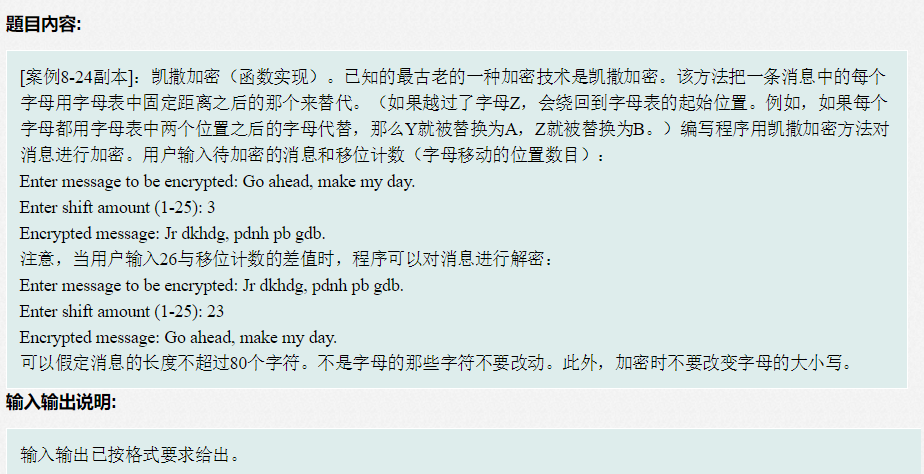 題目内容:
[案例8-24副本]：凯撒加密（函数实现）。已知的最古老的一种加密技术是凯撒加密。该方法把一条消息中的每个
字母用字母表中固定距离之后的那个来替代。（如果越过了字母Z，会绕回到字母表的起始位置。例如，如果每个
字母都用字母表中两个位置之后的字母代替，那么Y就被替换为A，Z就被替换为B。）编写程序用凯撒加密方法对
消息进行加密。用户输入待加密的消息和移位计数（字母移动的位置数目）：
Enter message to be encrypted: Go ahead, make my day.
Enter shift amount (1-25): 3
Encrypted message: Jr dkhdg, pdnh pb gdb.
注意，当用户输入26与移位计数的差值时，程序可以对消息进行解密：
Enter message to be encrypted: Jr dkhdg, pdnh pb gdb.
Enter shift amount (1-25): 23
Encrypted message: Go ahead, make my day.
可以假定消息的长度不超过80个字符。不是字母的那些字符不要改动。此外，加密时不要改变字母的大小写。
输入输出说明:
输入输出已按格式要求给出。